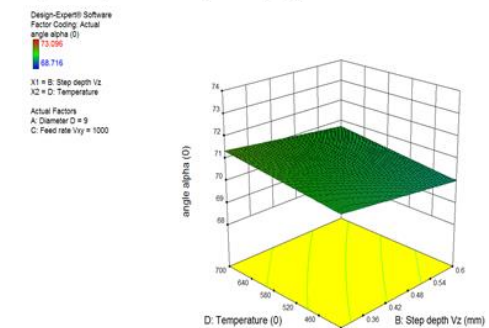 Design-Expert® Software
Factor Coding: Actual
angle alpha (0)
73.096
68.716
X1 = B: Step depth Vz
X2 = D: Temperature
Actual Factors
A: Diameter D = 9
C: Feed rate Vxy = 1000
angle alpha (0)
74
73
72
71
70
69
68
700
640
580
520
460
0.36
0.42
0.48
0.54
0.6
D: Temperature (0)
B: Step depth Vz (mm)